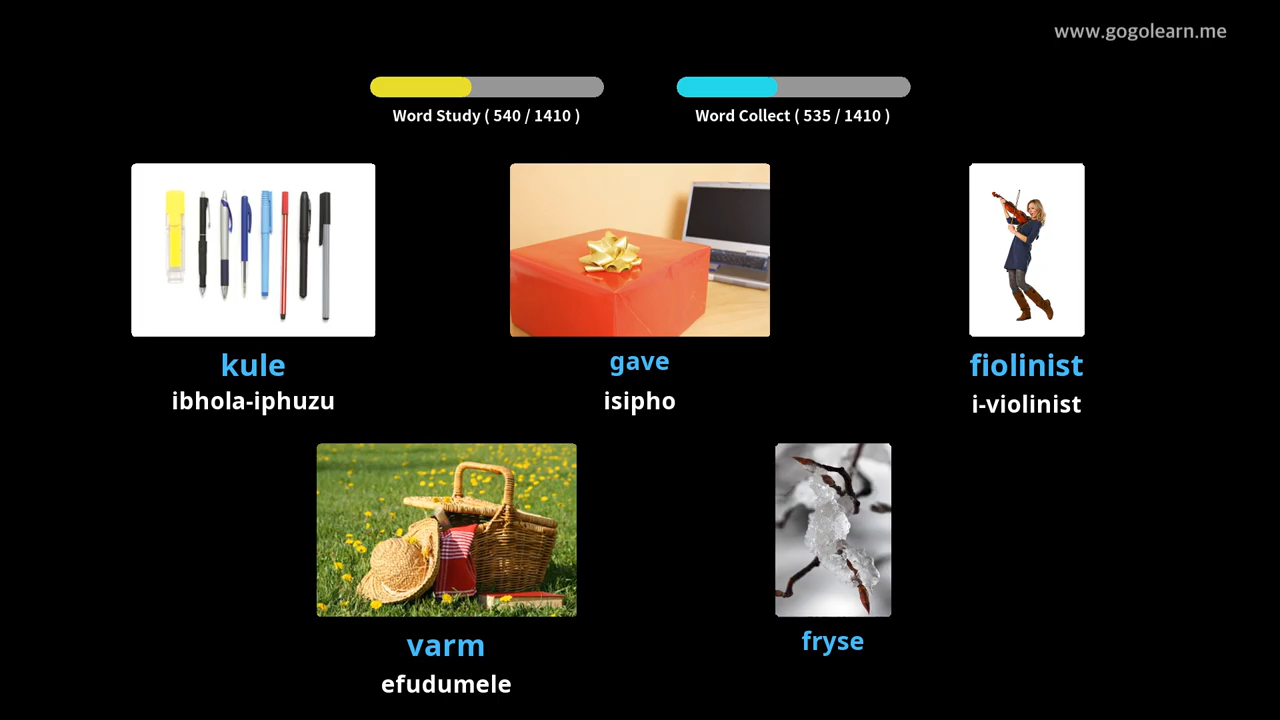 www.gogolearn.me
Word Study ( 540 / 1410 )
Word Collect ( 535 / 1410 )
kule
ibhola-iphuzu
gave
isipho
fiolinist
i-violinist
varm
efudumele
fryse